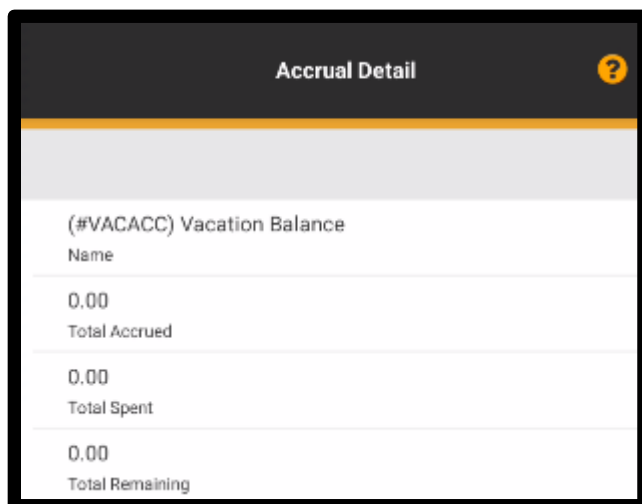 Accrual Detail
?
(#VACACC) Vacation Balance
Name
0.00
Total Accrued
0.00
Total Spent
0.00
Total Remaining